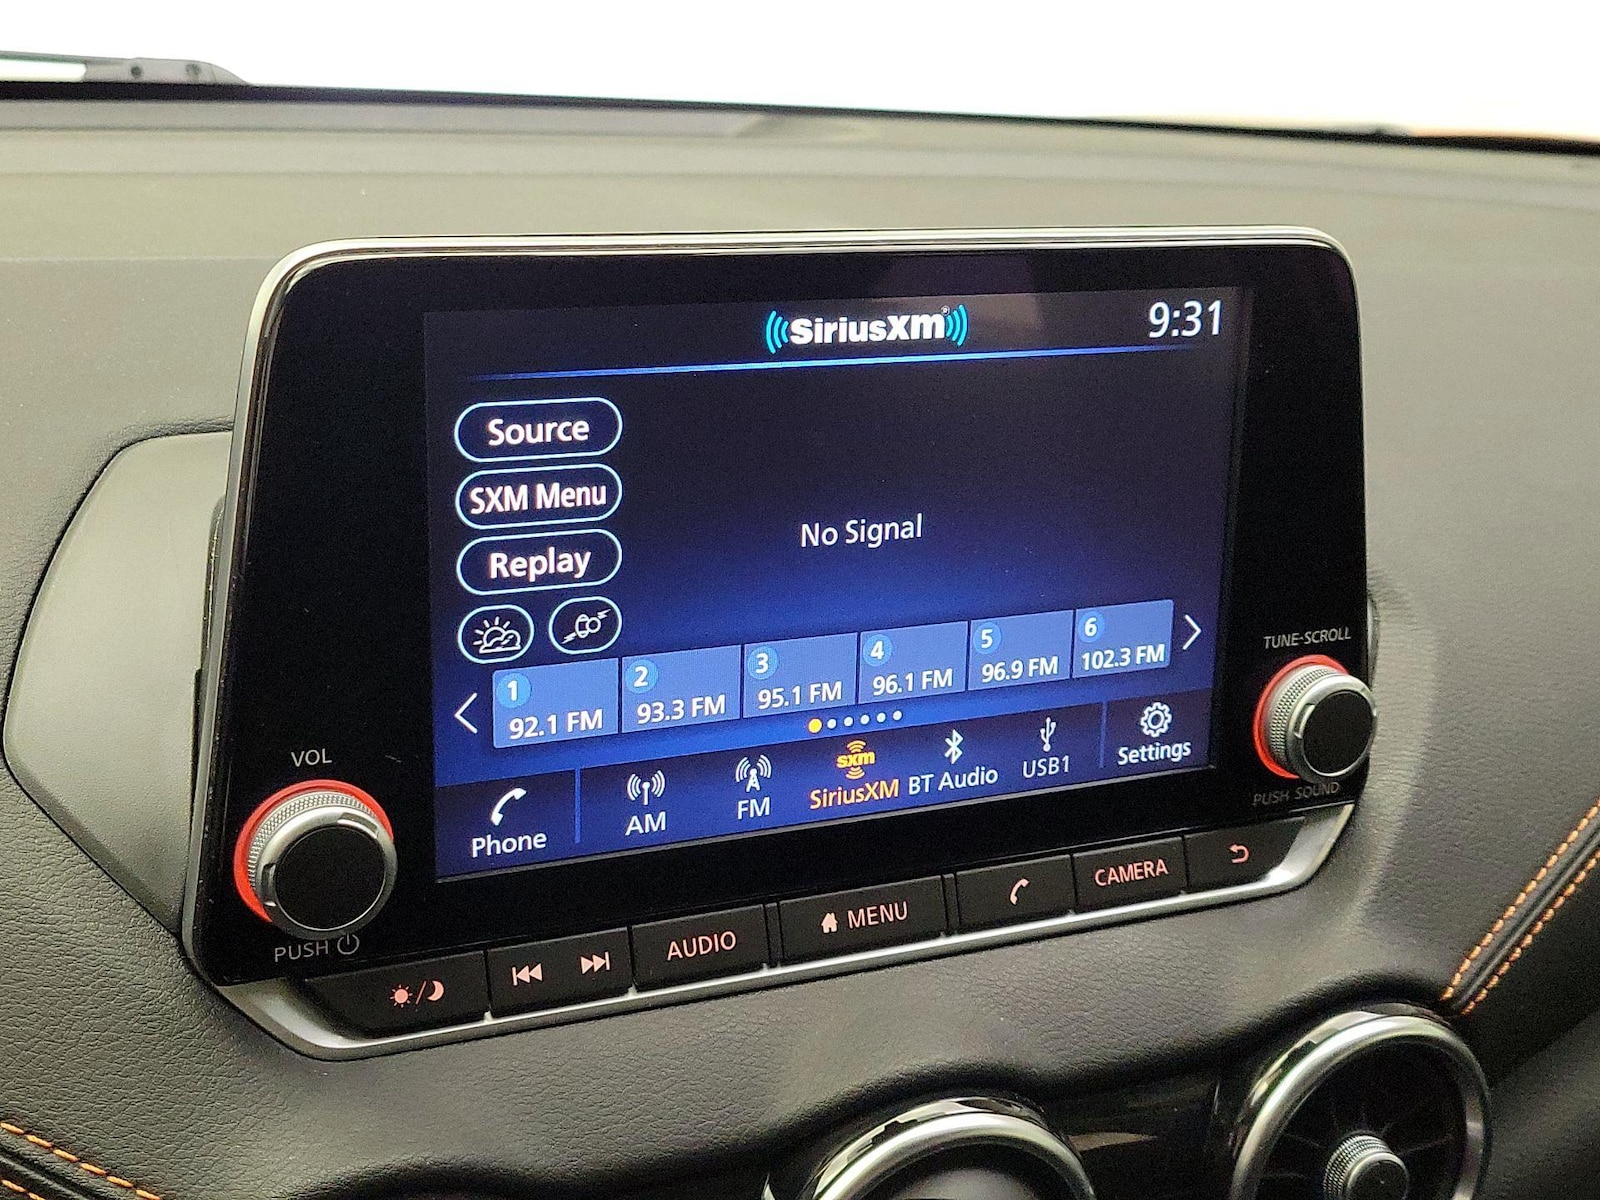 SiriusXM®
9:31
Source
SXM Menu
Replay
No Signal
1 2 3 4 5 6
92.1 FM 93.3 FM 95.1 FM 96.1 FM 96.9 FM 102.3 FM
Phone AM FM sxm SiriusXM BT Audio USB1 Settings
VOL
PUSH
TUNE·SCROLL
PUSH SOUND
AUDIO MENU CAMERA